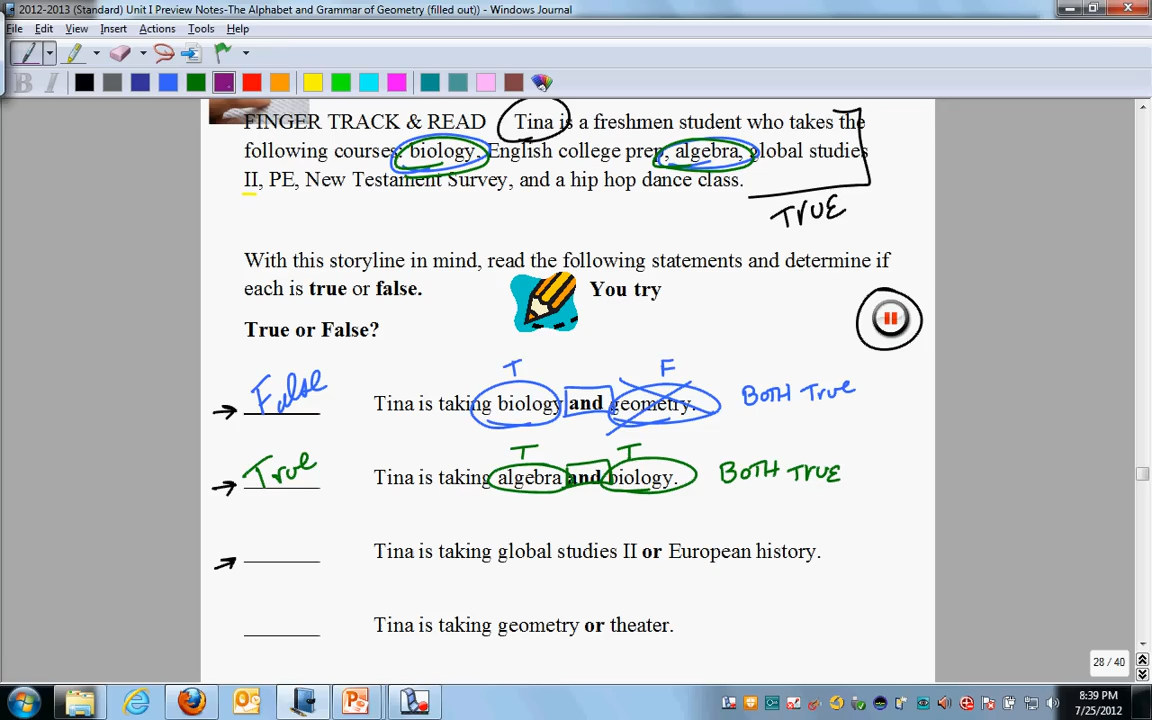 2012-2013 (Standard) Unit I Preview Notes-The Alphabet and Grammar of Geometry (filled out)) - Windows Journal
File Edit View Insert Actions Tools Help
B I
FINGER TRACK & READ Tina is a freshmen student who takes the
following courses: biology, English college prep, algebra, global studies
II, PE, New Testament Survey, and a hip hop dance class.
TRUE
With this storyline in mind, read the following statements and determine if
each is true or false.
You try
True or False?
T F
False Tina is taking biology and geometry. BOTH TRUE
T T
True Tina is taking algebra and biology. BOTH TRUE
Tina is taking global studies II or European history.
Tina is taking geometry or theater.
28 / 40
8:39 PM
7/25/2012